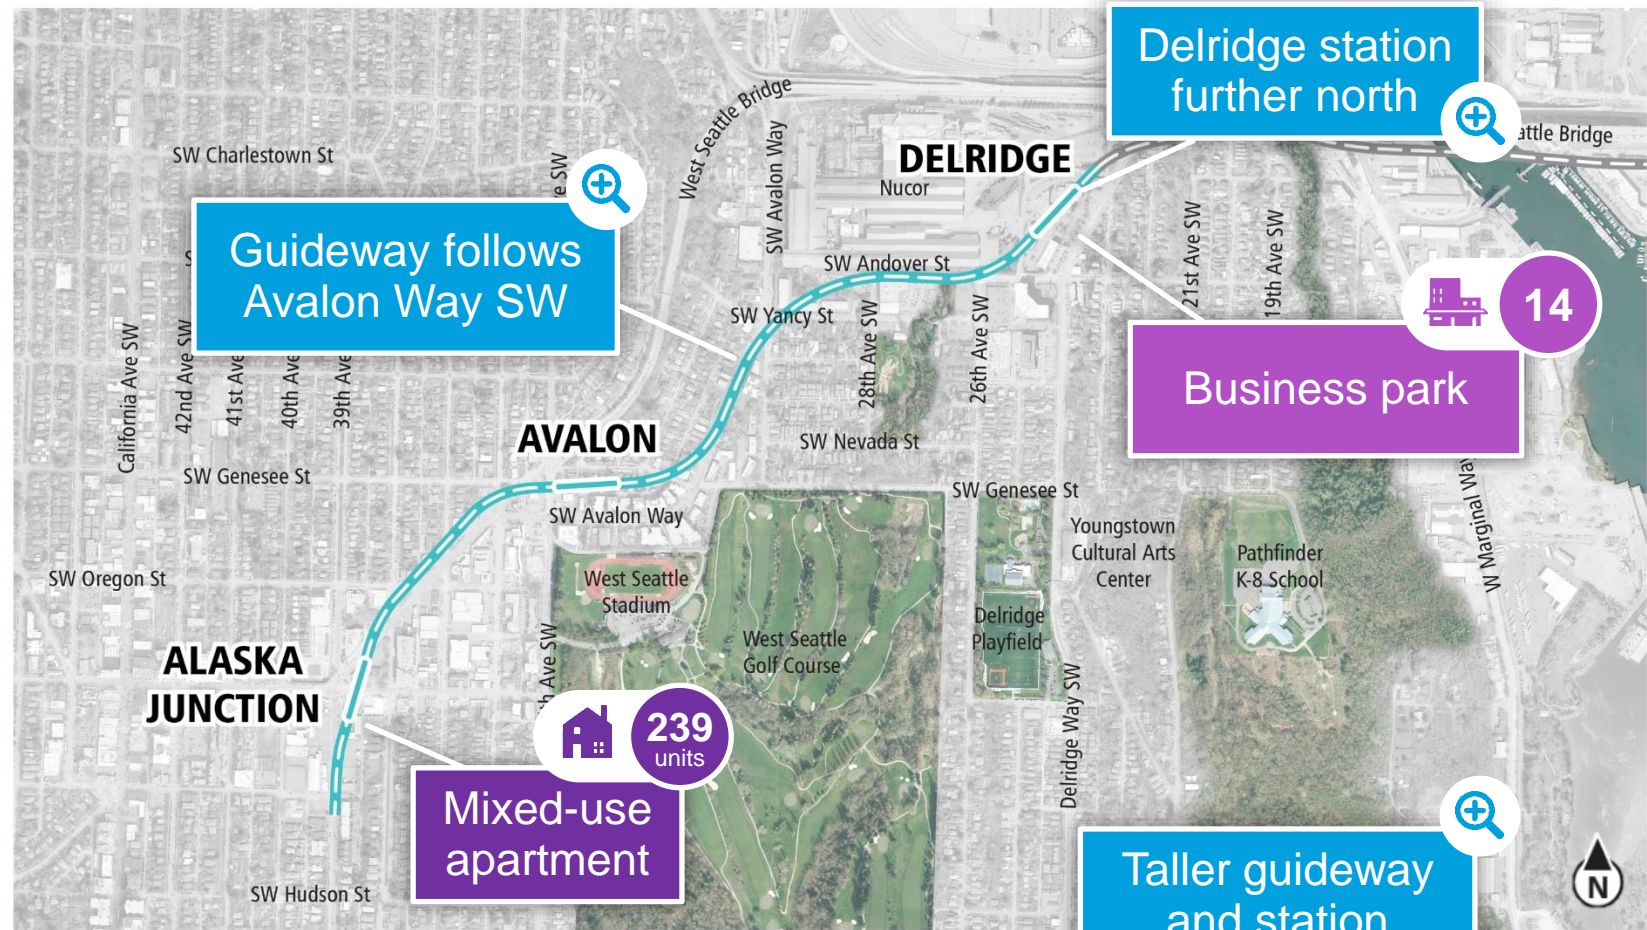 Delridge station
further north
West Seattle Bridge
attle Bridge
SW Charlestown St
DELRIDGE
Nucor
SW Avalon Way
e SW
Guideway follows
Avalon Way SW
SW Andover St
21st Ave SW
19th Ave SW
SW Yancy St
14
Business park
California Ave SW
42nd Ave SW
41st Ave
40th Ave
39th Ave
28th Ave SW
26th Ave SW
AVALON
SW Nevada St
SW Genesee St
SW Genesee St
SW Avalon Way
Youngstown
Cultural Arts
Center
Pathfinder
K-8 School
W Marginal Way
SW Oregon St
West Seattle
Stadium
West Seattle
Golf Course
Delridge
Playfield
ALASKA
JUNCTION
h Ave SW
239
units
Delridge Way SW
Mixed-use
apartment
SW Hudson St
Taller guideway
and station
N